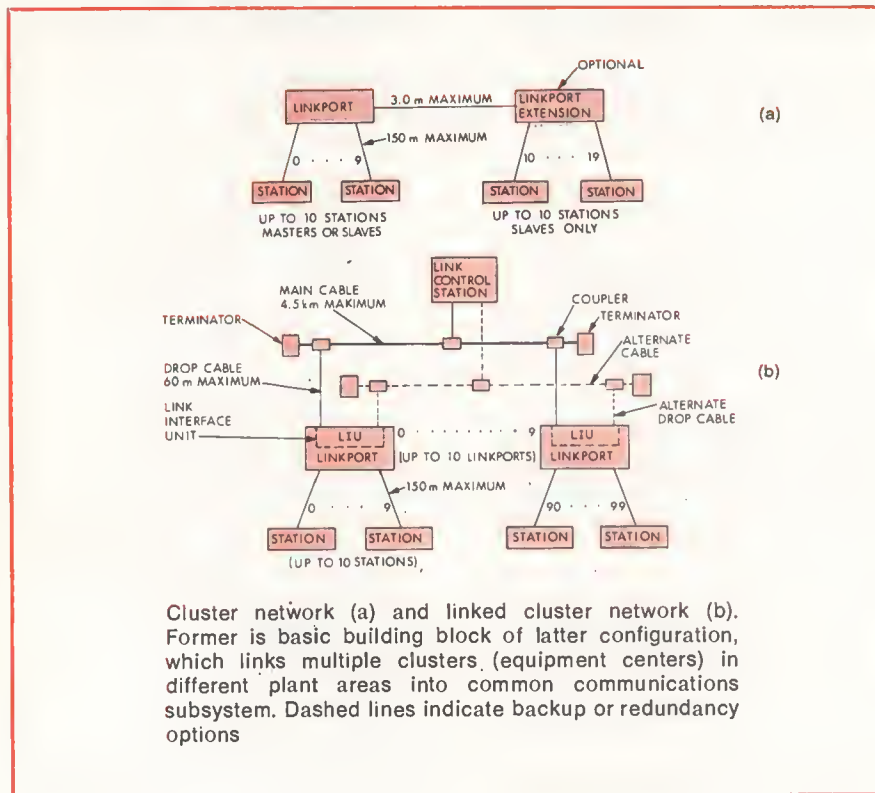 OPTIONAL
LINKPORT
3.0 m MAXIMUM
LINKPORT
EXTENSION
(a)
150 m MAXIMUM
0 · · · · 9
10 · · · · 19
STATION
STATION
STATION
STATION
UP TO 10 STATIONS
MASTERS OR SLAVES
UP TO 10 STATIONS
SLAVES ONLY
LINK
CONTROL
STATION
MAIN CABLE
4.5 km MAXIMUM
COUPLER
TERMINATOR
TERMINATOR
ALTERNATE
CABLE
DROP CABLE
60 m MAXIMUM
(b)
LINK
INTERFACE
UNIT
ALTERNATE
DROP CABLE
LIU
LINKPORT
0 · · · · · · · · · 9
(UP TO 10 LINKPORTS)
LIU
LINKPORT
150 m MAXIMUM
0 · · · · 9
90 · · · 99
STATION
STATION
STATION
STATION
(UP TO 10 STATIONS)
Cluster network (a) and linked cluster network (b).
Former is basic building block of latter configuration,
which links multiple clusters (equipment centers) in
different plant areas into common communications
subsystem. Dashed lines indicate backup or redundancy
options